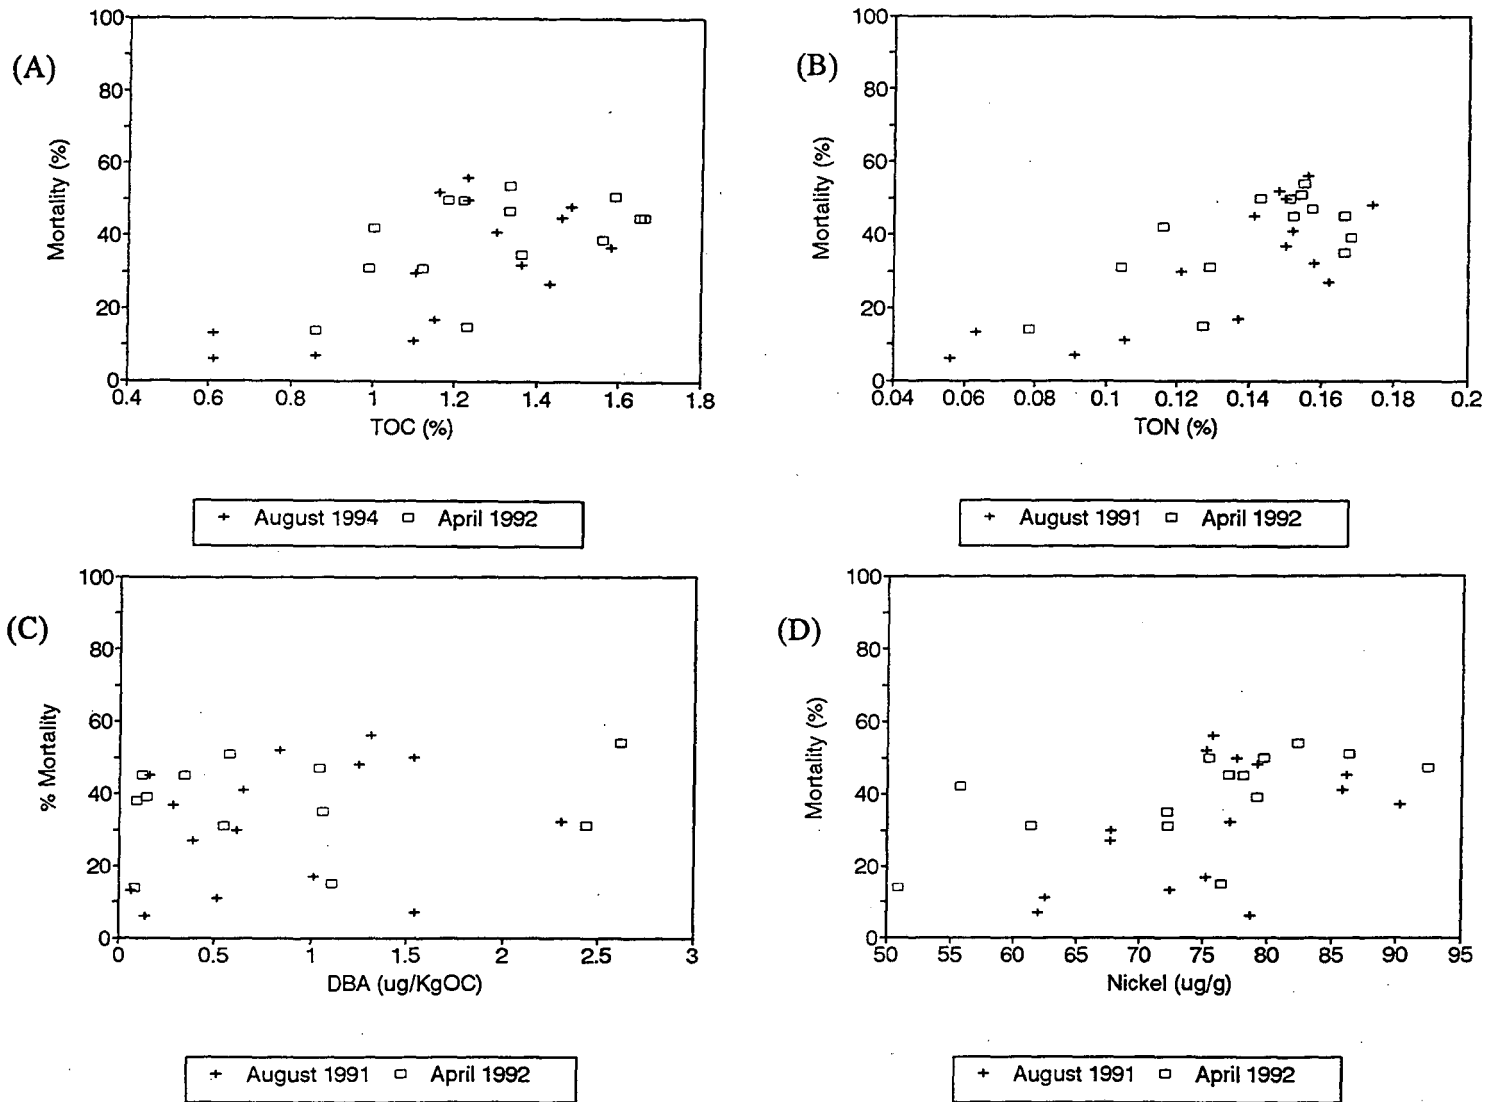 (A)
Mortality (%)
100
80
60
40
20
0
0.4 0.6 0.8 1 1.2 1.4 1.6 1.8
TOC (%)
+ August 1994 □ April 1992
(B)
Mortality (%)
100
80
60
40
20
0
0.04 0.06 0.08 0.1 0.12 0.14 0.16 0.18 0.2
TON (%)
+ August 1991 □ April 1992
(C)
% Mortality
100
80
60
40
20
0
0 0.5 1 1.5 2 2.5 3
DBA (ug/KgOC)
+ August 1991 □ April 1992
(D)
Mortality (%)
100
80
60
40
20
0
50 55 60 65 70 75 80 85 90 95
Nickel (ug/g)
+ August 1991 □ April 1992